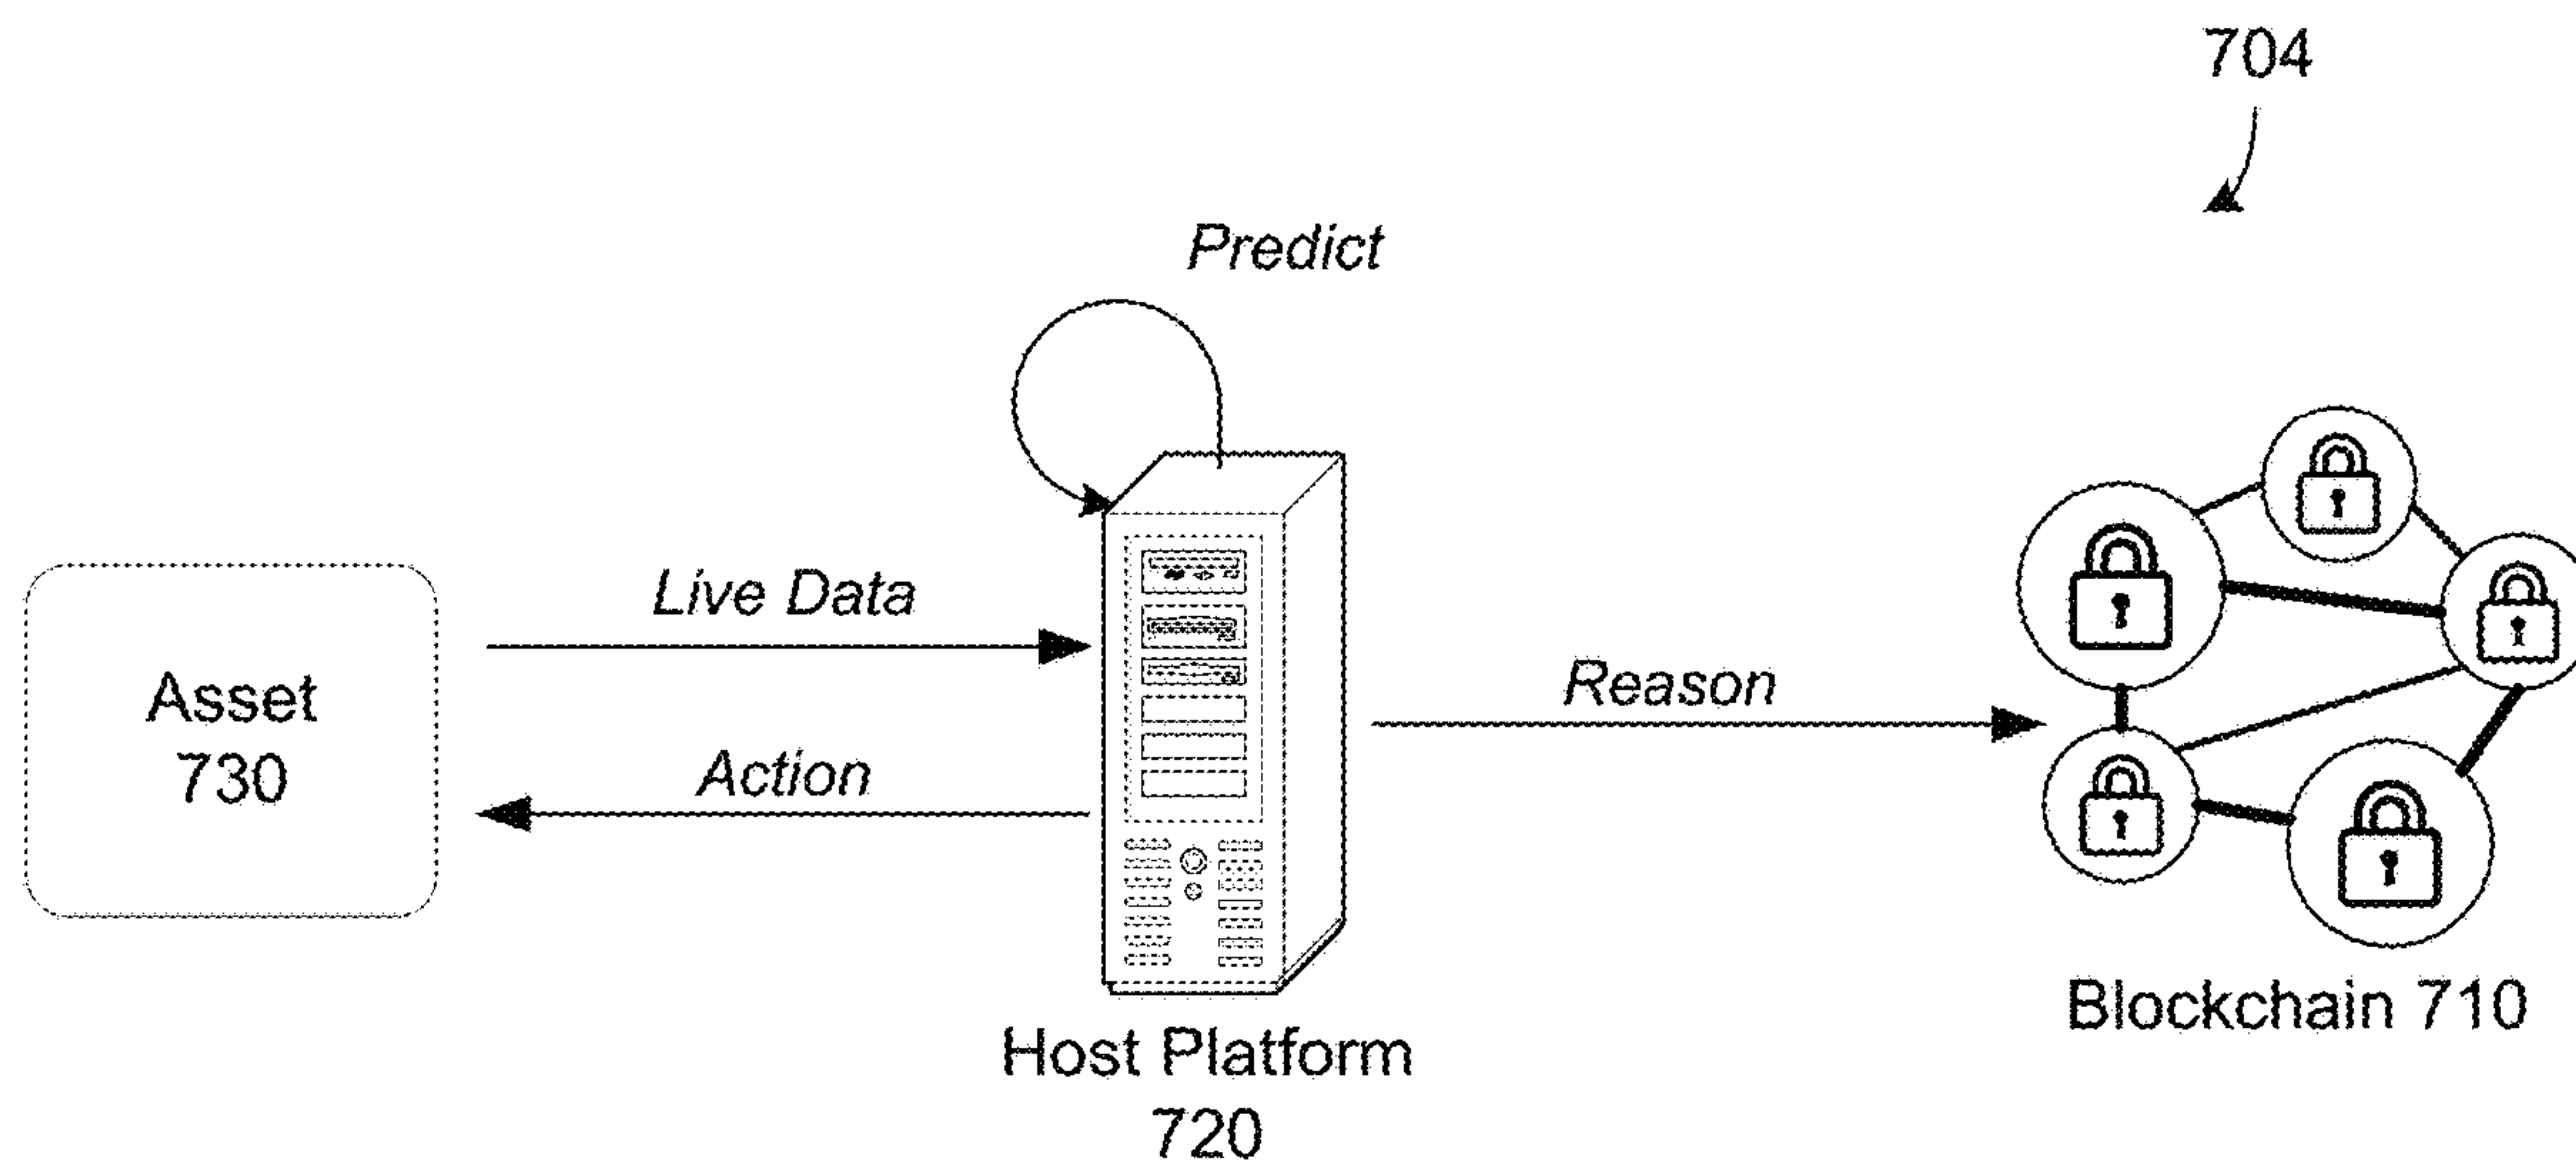 704
Predict
Live Data
Asset
730
Action
Reason
Host Platform
720
Blockchain 710